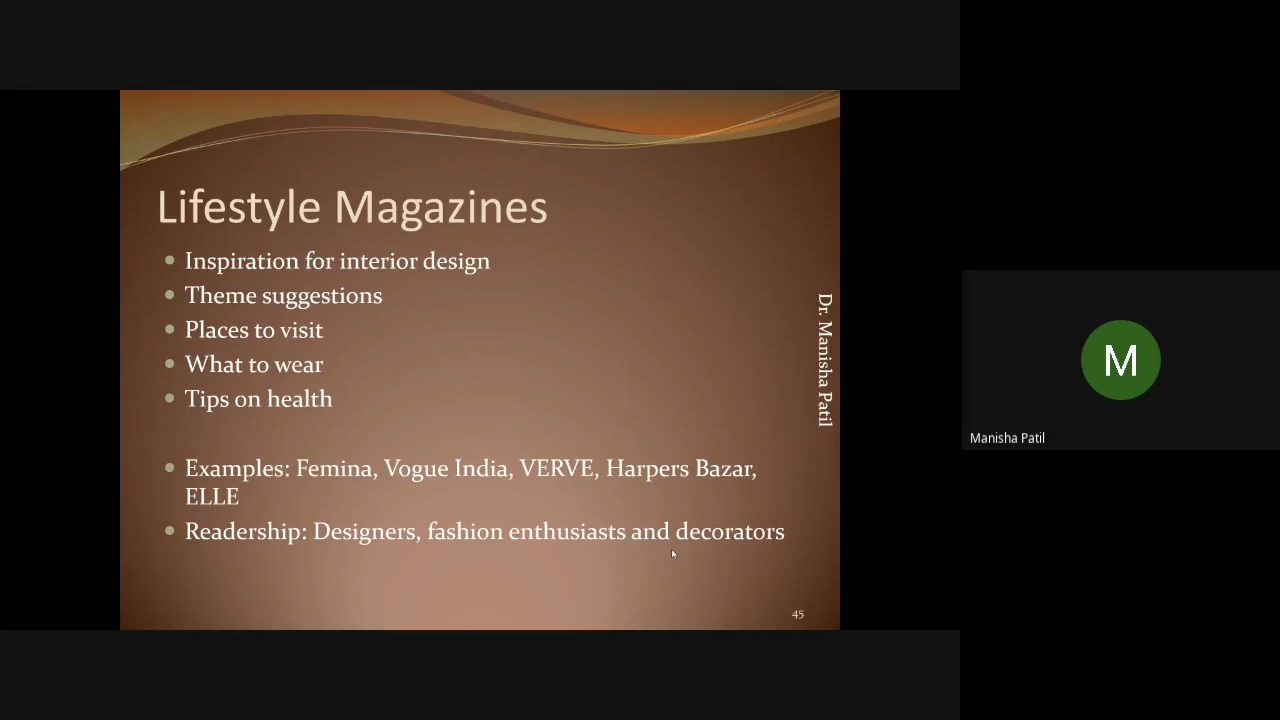 Lifestyle Magazines
Inspiration for interior design
Theme suggestions
Places to visit
What to wear
Tips on health
Examples: Femina, Vogue India, VERVE, Harpers Bazar,
ELLE
Readership: Designers, fashion enthusiasts and decorators
Dr. Manisha Patil
45
M
Manisha Patil